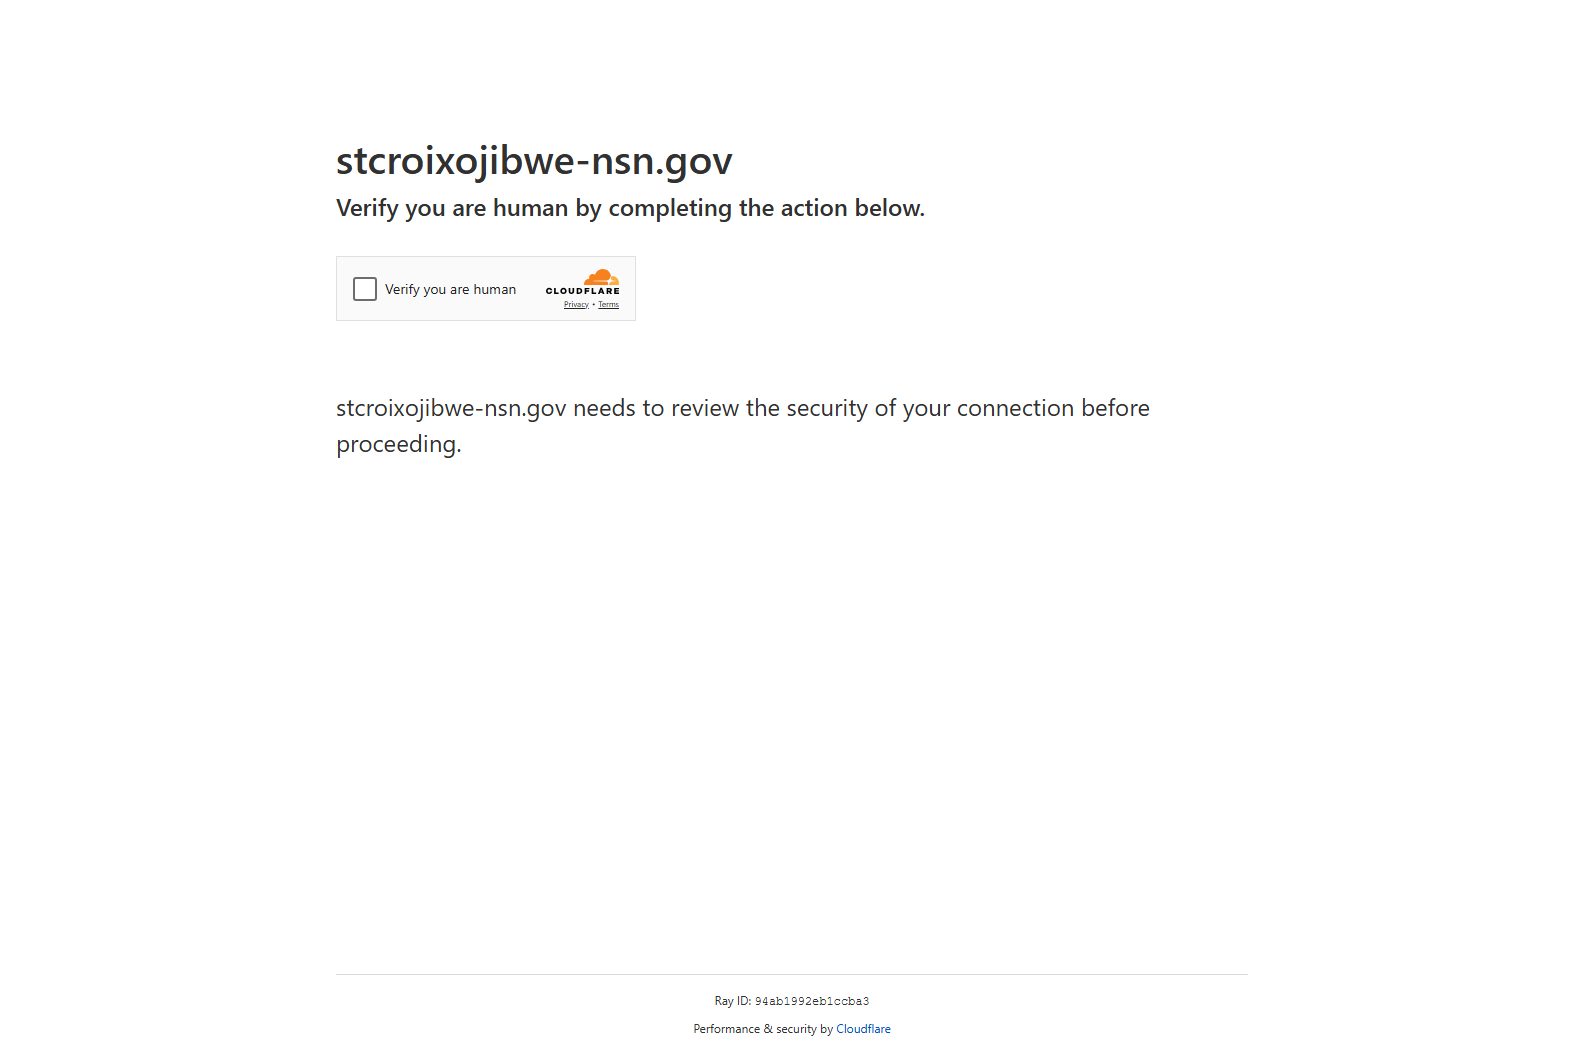 stcroixojibwe-nsn.gov
Verify you are human by completing the action below.
Verify you are human
CLOUDFLARE
Privacy • Terms
stcroixojibwe-nsn.gov needs to review the security of your connection before
proceeding.
Ray ID: 94ab1992eb1ccba3
Performance & security by Cloudflare